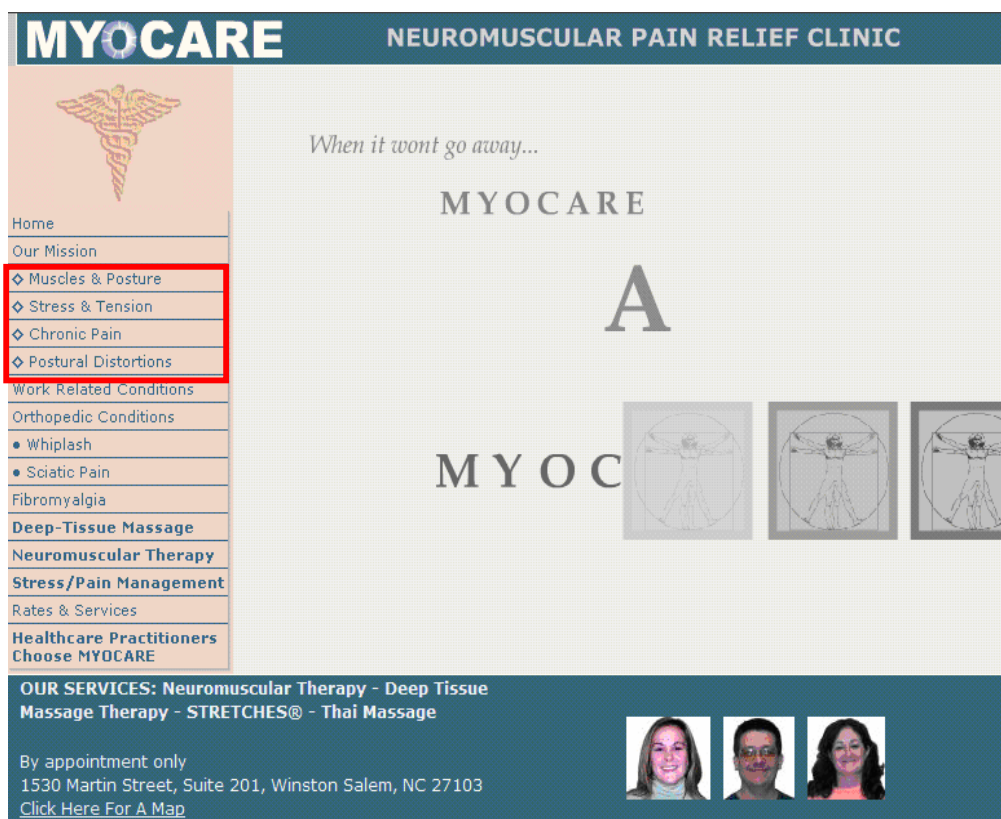 MYOCARE
NEUROMUSCULAR PAIN RELIEF CLINIC
When it wont go away...
MYOCARE
A
MYOC
Home
Our Mission
Muscles & Posture
Stress & Tension
Chronic Pain
Postural Distortions
Work Related Conditions
Orthopedic Conditions
• Whiplash
• Sciatic Pain
Fibromyalgia
Deep-Tissue Massage
Neuromuscular Therapy
Stress/Pain Management
Rates & Services
Healthcare Practitioners
Choose MYOCARE
OUR SERVICES: Neuromuscular Therapy - Deep Tissue
Massage Therapy - STRETCHES® - Thai Massage
By appointment only
1530 Martin Street, Suite 201, Winston Salem, NC 27103
Click Here For A Map